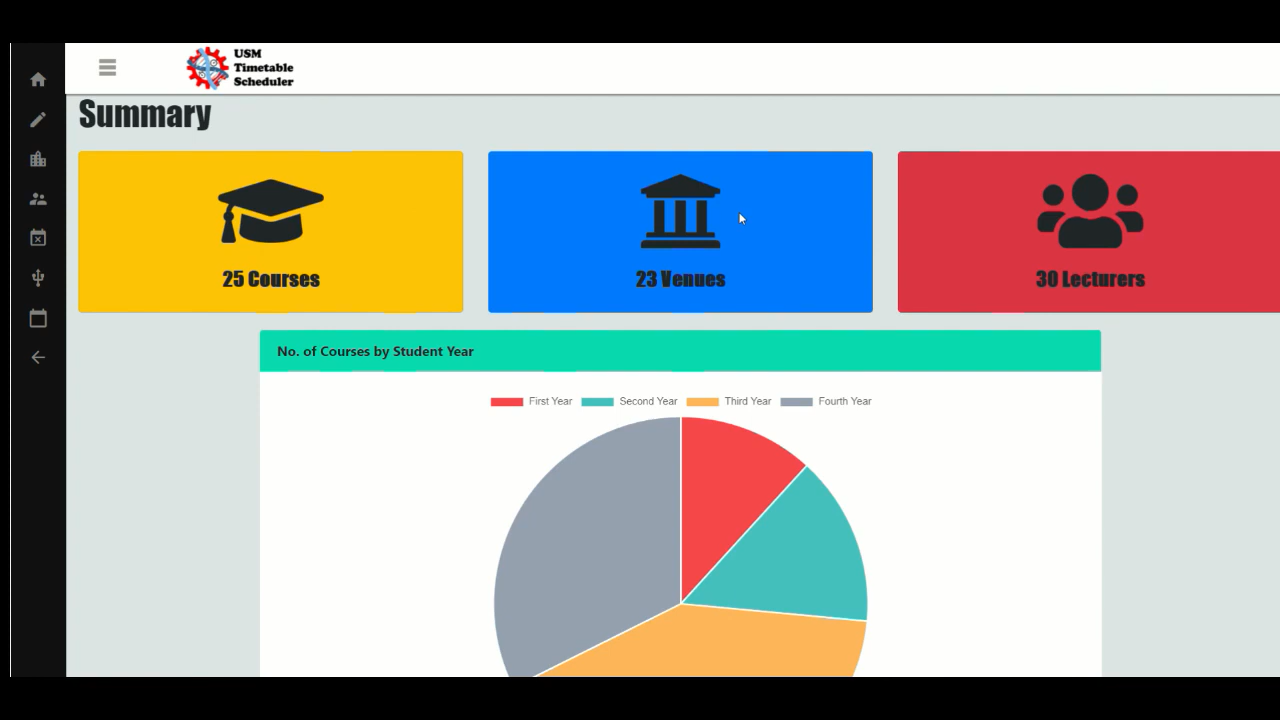 USM
Timetable
Scheduler
Summary
25 Courses
23 Venues
30 Lecturers
No. of Courses by Student Year
First Year
Second Year
Third Year
Fourth Year